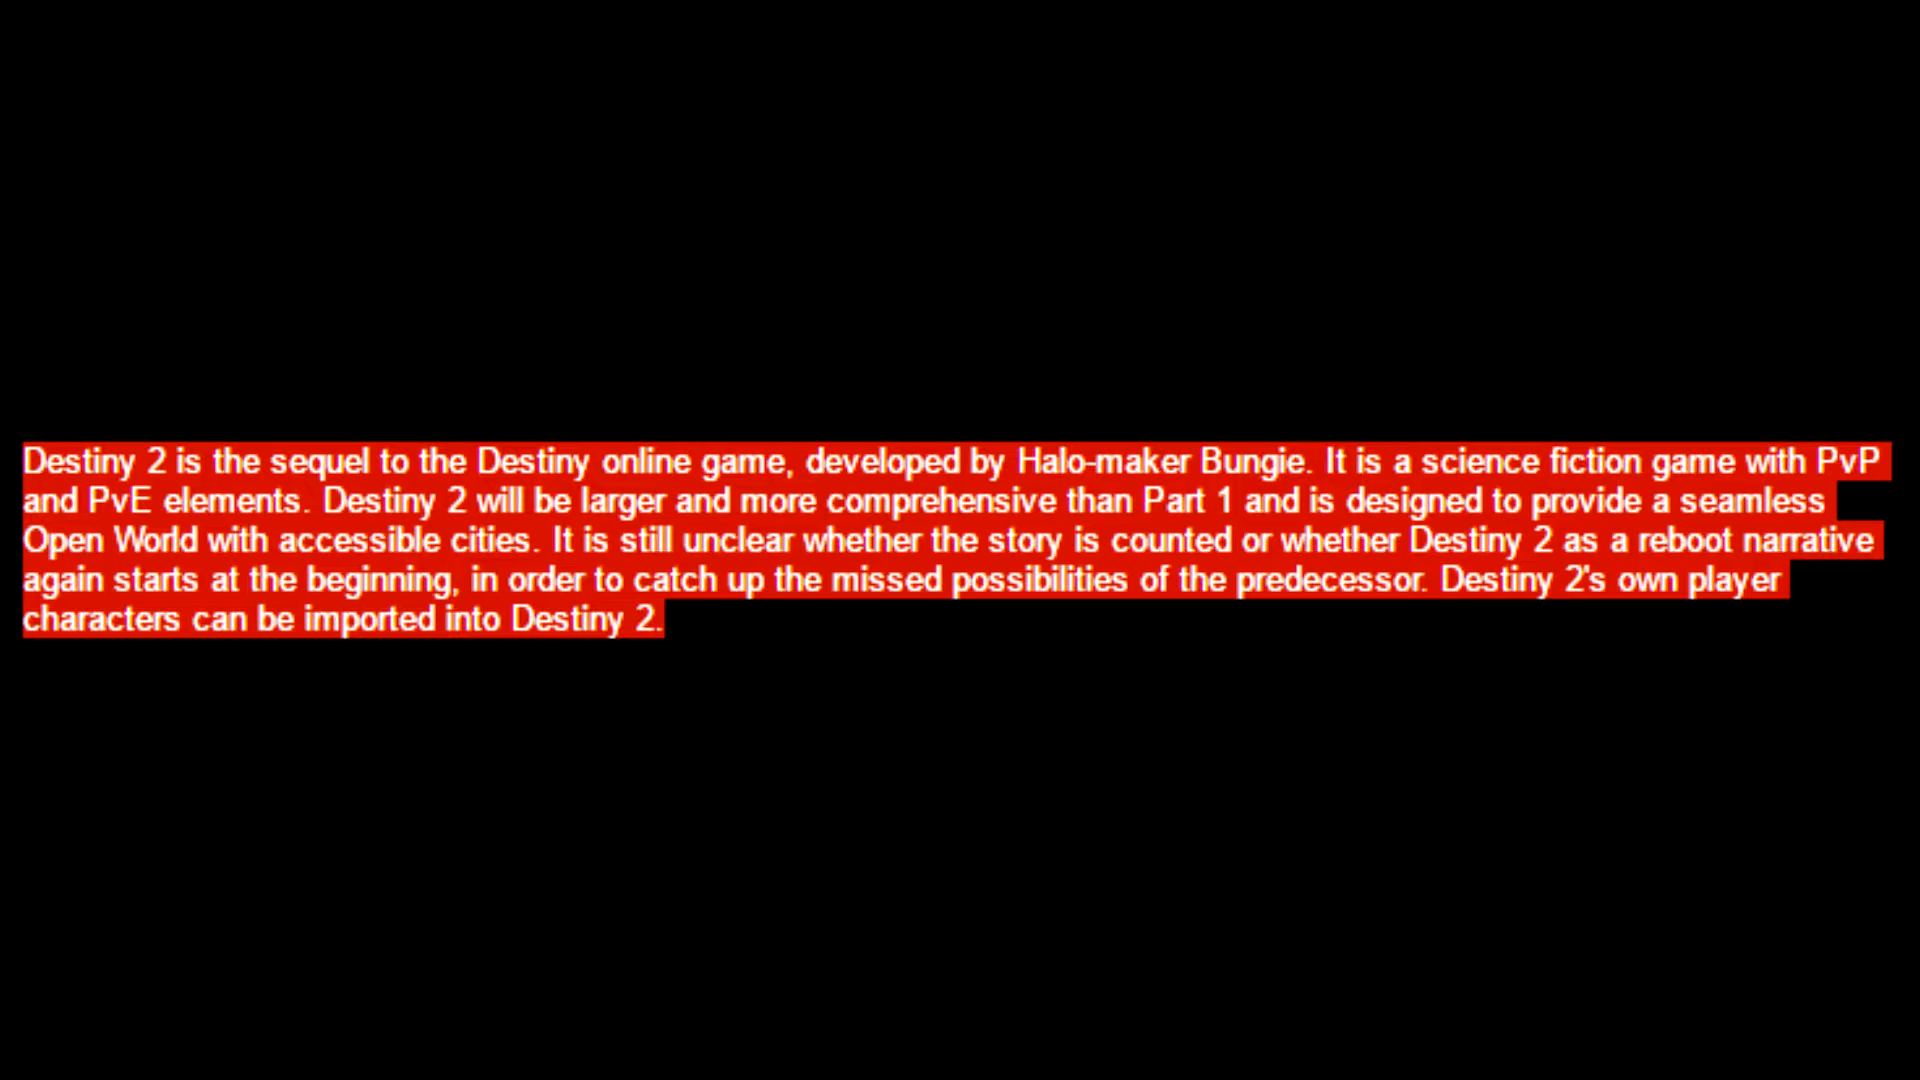 Destiny 2 is the sequel to the Destiny online game, developed by Halo-maker Bungie. It is a science fiction game with PvP
and PvE elements. Destiny 2 will be larger and more comprehensive than Part 1 and is designed to provide a seamless
Open World with accessible cities. It is still unclear whether the story is counted or whether Destiny 2 as a reboot narrative
again starts at the beginning, in order to catch up the missed possibilities of the predecessor. Destiny 2's own player
characters can be imported into Destiny 2.